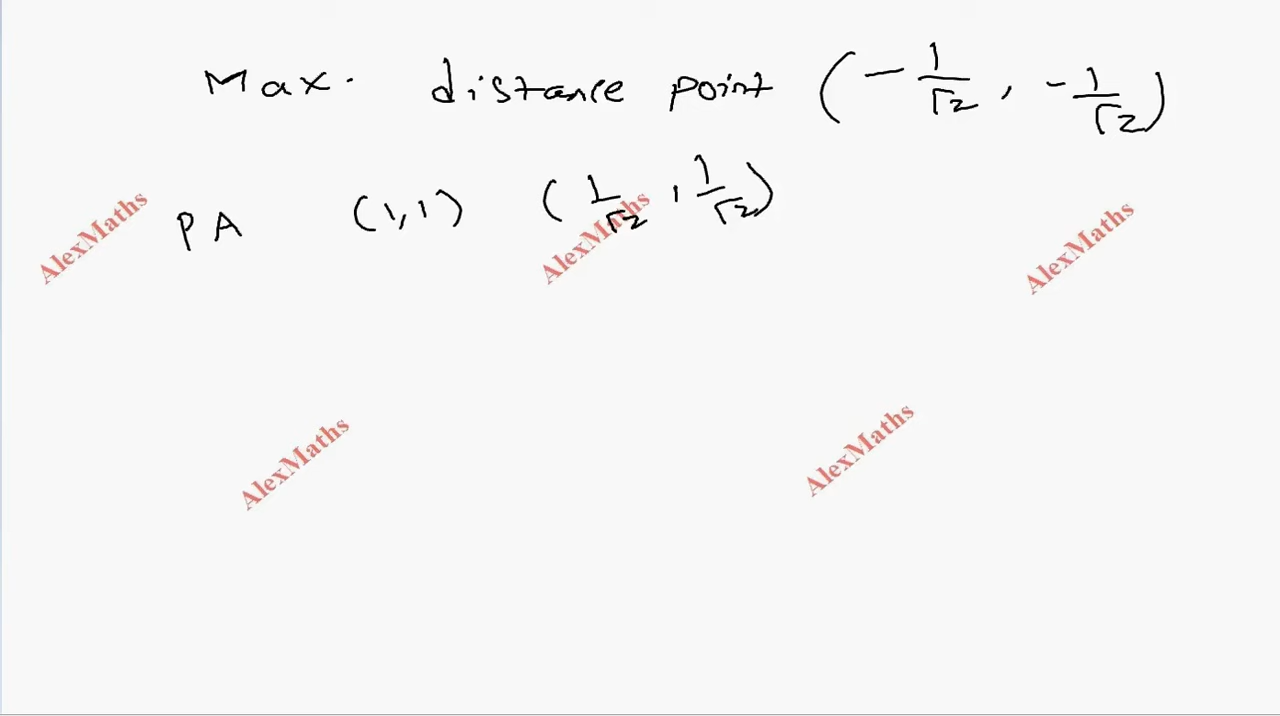 Max. distance point (-1/√2, -1/√2)
PA (1,1) (1/√2, 1/√2)
AlexMaths AlexMaths AlexMaths
AlexMaths AlexMaths